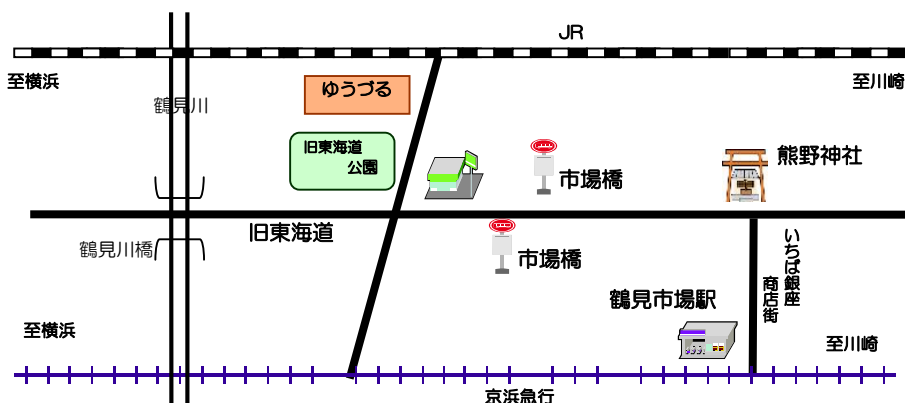 JR
至横浜
至川崎
ゆうづる
鶴見川
旧東海道
公園
熊野神社
市場橋
旧東海道
鶴見川橋
市場橋
いちば銀座
商店街
鶴見市場駅
至横浜
至川崎
京浜急行